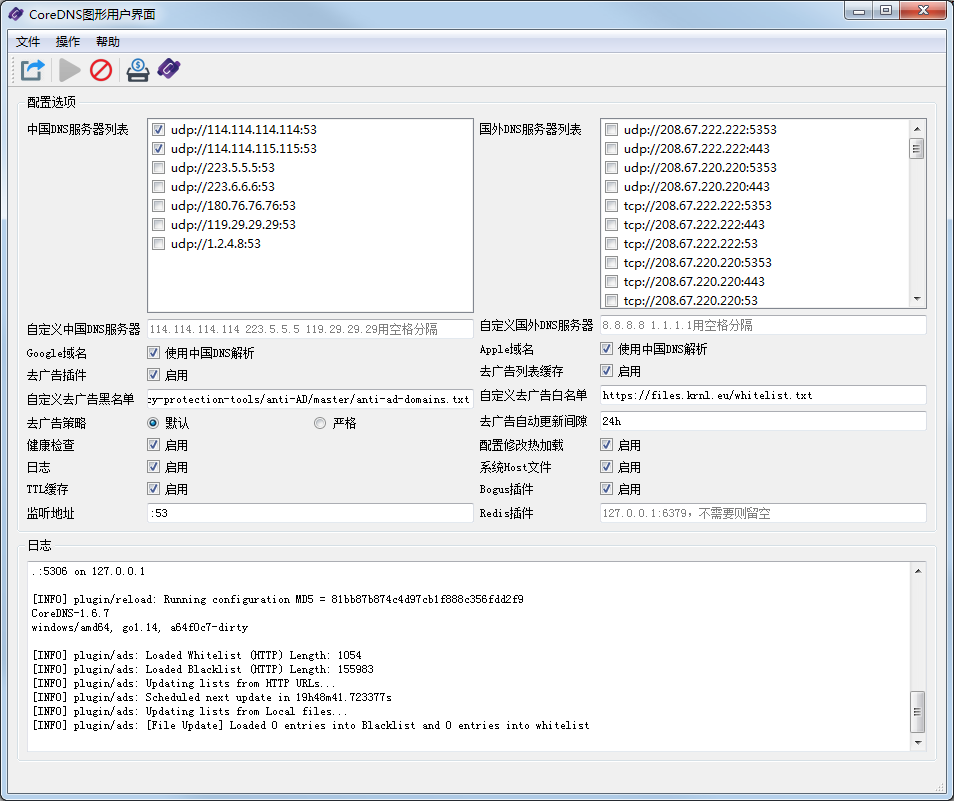 CoreDNS图形用户界面
文件 操作 帮助
配置选项
中国DNS服务器列表
udp://114.114.114.114:53
udp://114.114.115.115:53
udp://223.5.5.5:53
udp://223.6.6.6:53
udp://180.76.76.76:53
udp://119.29.29.29:53
udp://1.2.4.8:53
国外DNS服务器列表
udp://208.67.222.222:5353
udp://208.67.222.222:443
udp://208.67.220.220:5353
udp://208.67.220.220:443
tcp://208.67.222.222:5353
tcp://208.67.222.222:443
tcp://208.67.222.222:53
tcp://208.67.220.220:5353
tcp://208.67.220.220:443
tcp://208.67.220.220:53
自定义中国DNS服务器 114.114.114.114 223.5.5.5 119.29.29.29用空格分隔
自定义国外DNS服务器 8.8.8.8 1.1.1.1用空格分隔
Google域名 使用中国DNS解析
Apple域名 使用中国DNS解析
去广告插件 启用
去广告列表缓存 启用
自定义去广告黑名单 cy-protection-tools/anti-AD/master/anti-ad-domains.txt
自定义去广告白名单 https://files.krnl.eu/whitelist.txt
去广告策略 默认 严格
去广告自动更新间隙 24h
健康检查 启用
配置修改热加载 启用
日志 启用
系统Host文件 启用
TTL缓存 启用
Bogus插件 启用
监听地址 :53
Redis插件 127.0.0.1:6379，不需要则留空
日志
.:5306 on 127.0.0.1
[INFO] plugin/reload: Running configuration MD5 = 81bb87b874c4d97cb1f888c356fdd2f9
CoreDNS-1.6.7
windows/amd64, go1.14, a64f0c7-dirty
[INFO] plugin/ads: Loaded Whitelist (HTTP) Length: 1054
[INFO] plugin/ads: Loaded Blacklist (HTTP) Length: 155983
[INFO] plugin/ads: Updating lists from HTTP URLs...
[INFO] plugin/ads: Scheduled next update in 19h48m41.723377s
[INFO] plugin/ads: Updating lists from Local files...
[INFO] plugin/ads: [File Update] Loaded 0 entries into Blacklist and 0 entries into whitelist